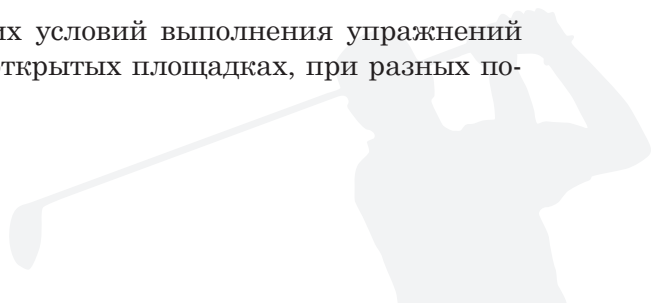 их условий выполнения упражнений
открытых площадках, при разных по-